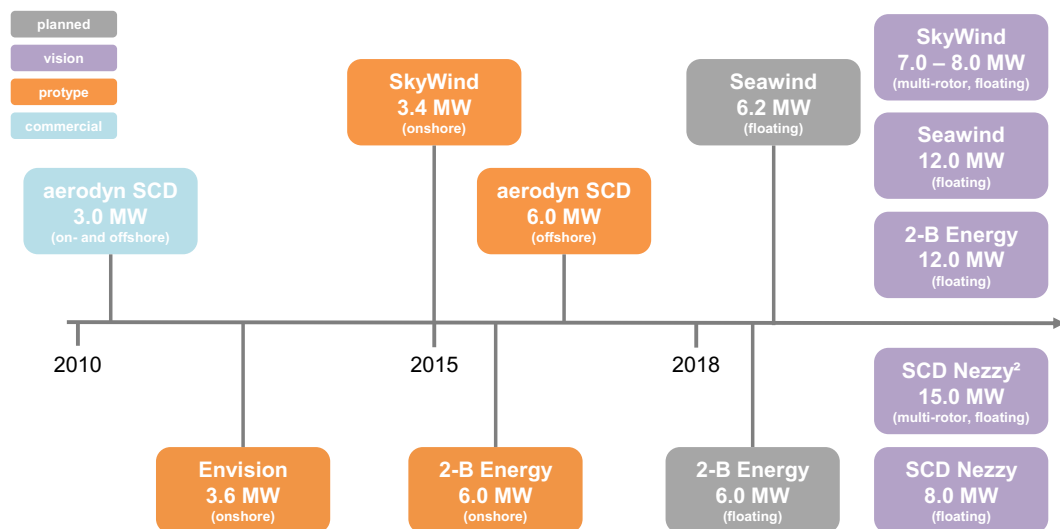 planned
vision
protype
commercial
aerodyn SCD
3.0 MW
(on- and offshore)
SkyWind
3.4 MW
(onshore)
aerodyn SCD
6.0 MW
(offshore)
Seawind
6.2 MW
(floating)
SkyWind
7.0 – 8.0 MW
(multi-rotor, floating)
Seawind
12.0 MW
(floating)
2-B Energy
12.0 MW
(floating)
2010
2015
2018
Envision
3.6 MW
(onshore)
2-B Energy
6.0 MW
(onshore)
2-B Energy
6.0 MW
(floating)
SCD Nezzy²
15.0 MW
(multi-rotor, floating)
SCD Nezzy
8.0 MW
(floating)